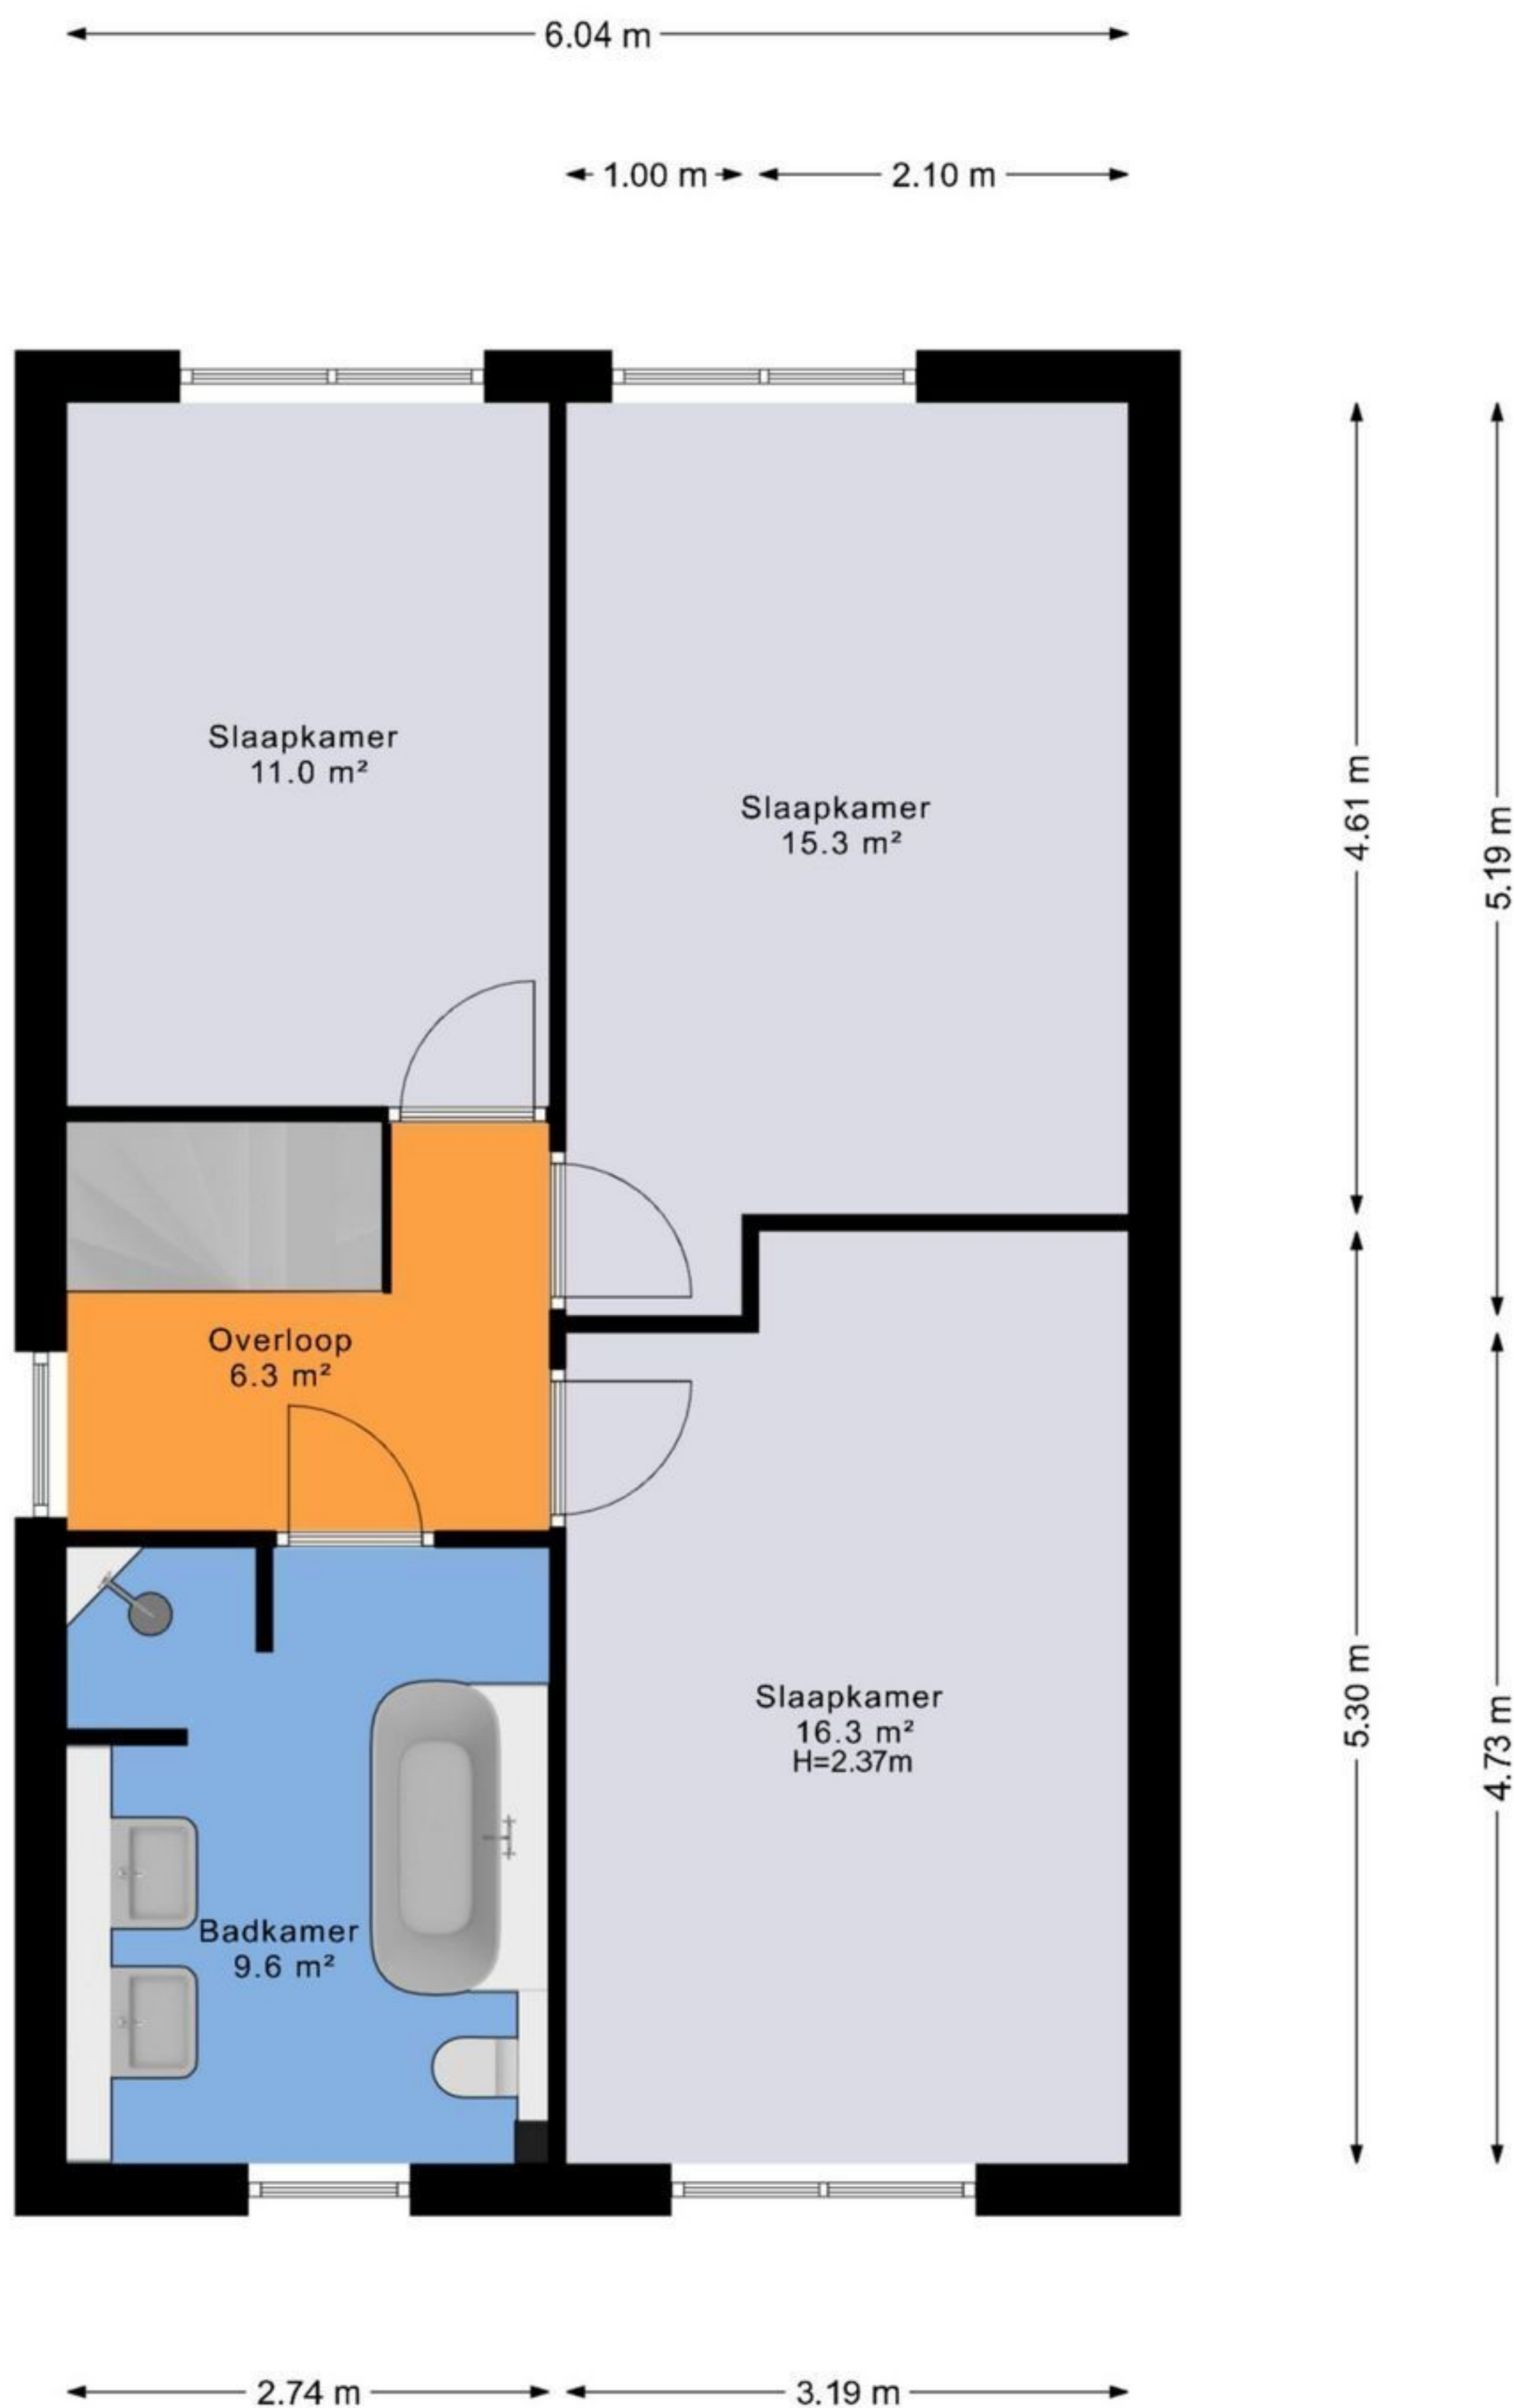 6.04 m
1.00 m
2.10 m
Slaapkamer
11.0 m²
Slaapkamer
15.3 m²
4.61 m
5.19 m
Overloop
6.3 m²
Slaapkamer
16.3 m²
H=2.37m
5.30 m
4.73 m
Badkamer
9.6 m²
2.74 m
3.19 m